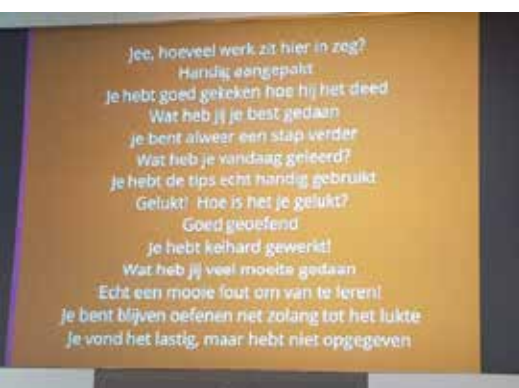 Jee, hoeveel werk zit hier in zeg?
Handig aangepakt
Je hebt goed gekeken hoe hij het deed
Wat heb jij je best gedaan
Je bent alweer een stap verder
Wat heb je vandaag geleerd?
Je hebt de tips echt handig gebruikt
Gelukt! Hoe is het je gelukt?
Goed geoefend
Je hebt keihard gewerkt!
Wat heb jij veel moeite gedaan
Echt een mooie fout om van te leren!
Je bent blijven oefenen net zolang tot het lukte
Je vond het lastig, maar hebt niet opgegeven